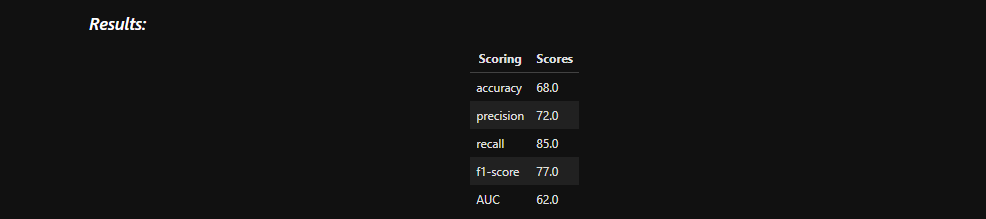 Results:
Scoring Scores
accuracy 68.0
precision 72.0
recall 85.0
f1-score 77.0
AUC 62.0